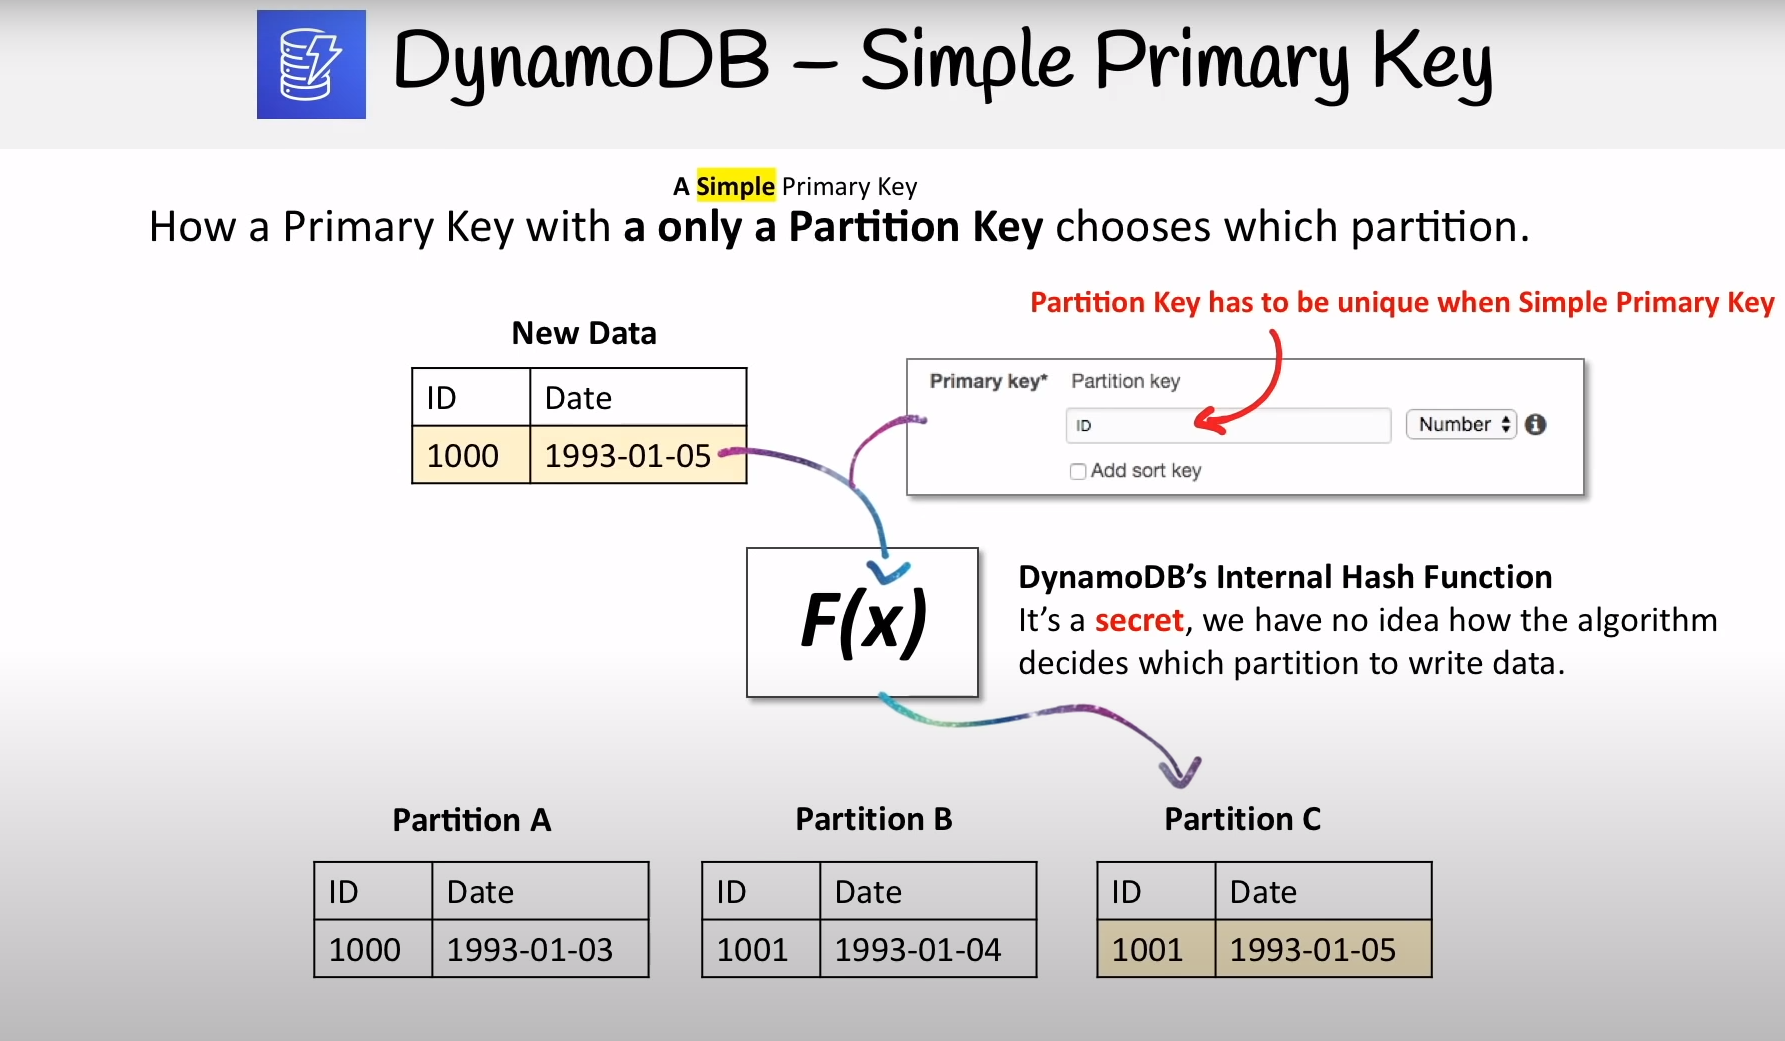 DynamoDB – Simple Primary Key
A Simple Primary Key
How a Primary Key with a only a Partition Key chooses which partition.
Partition Key has to be unique when Simple Primary Key
New Data
ID Date
1000 1993-01-05
Primary key* Partition key
ID Number
Add sort key
F(x)
DynamoDB’s Internal Hash Function
It’s a secret, we have no idea how the algorithm
decides which partition to write data.
Partition A
ID Date
1000 1993-01-03
Partition B
ID Date
1001 1993-01-04
Partition C
ID Date
1001 1993-01-05